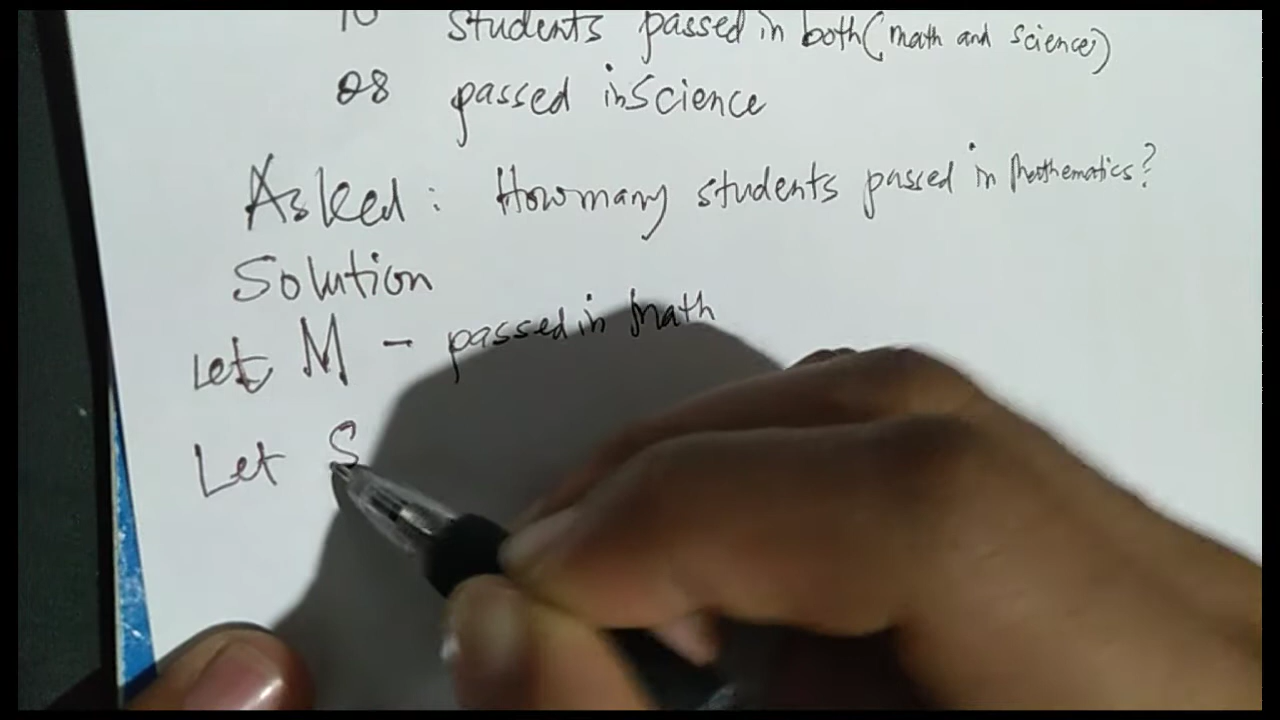 10 students passed in both (math and science)
08 passed in Science
Asked: How many students passed in Mathematics?
Solution
Let M - passed in math
Let S